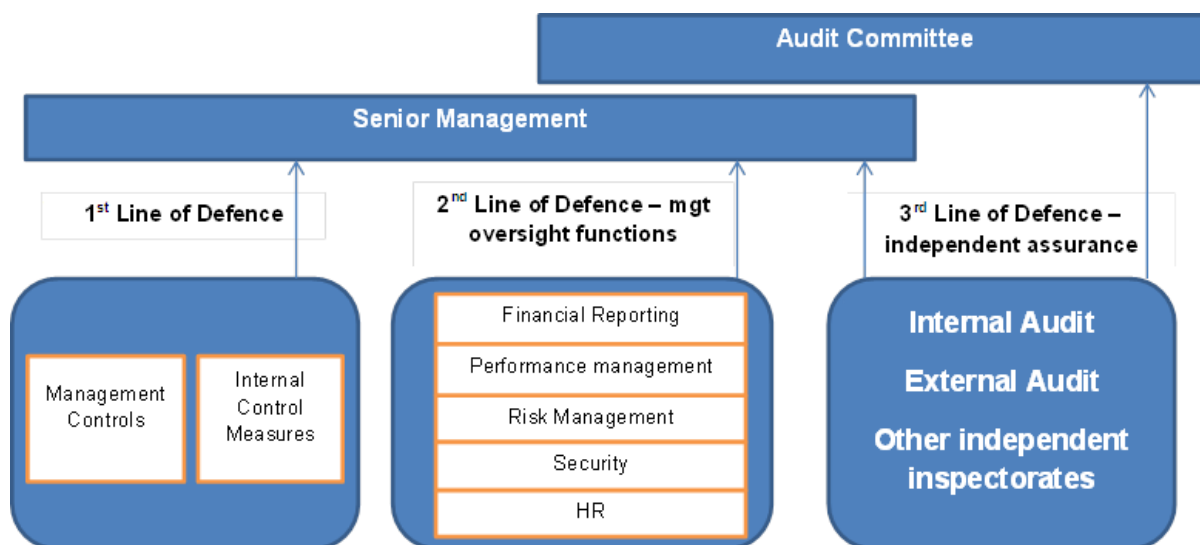 Audit Committee
Senior Management
1st Line of Defence
2nd Line of Defence – mgt
oversight functions
3rd Line of Defence –
independent assurance
Management
Controls
Internal
Control
Measures
Financial Reporting
Performance management
Risk Management
Security
HR
Internal Audit
External Audit
Other independent
inspectorates